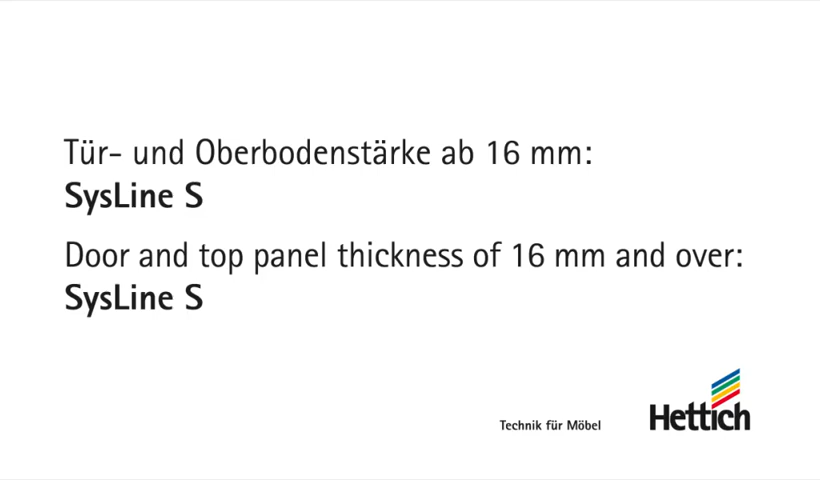 Tür- und Oberbodenstärke ab 16 mm:
SysLine S
Door and top panel thickness of 16 mm and over:
SysLine S
Technik für Möbel
Hettich